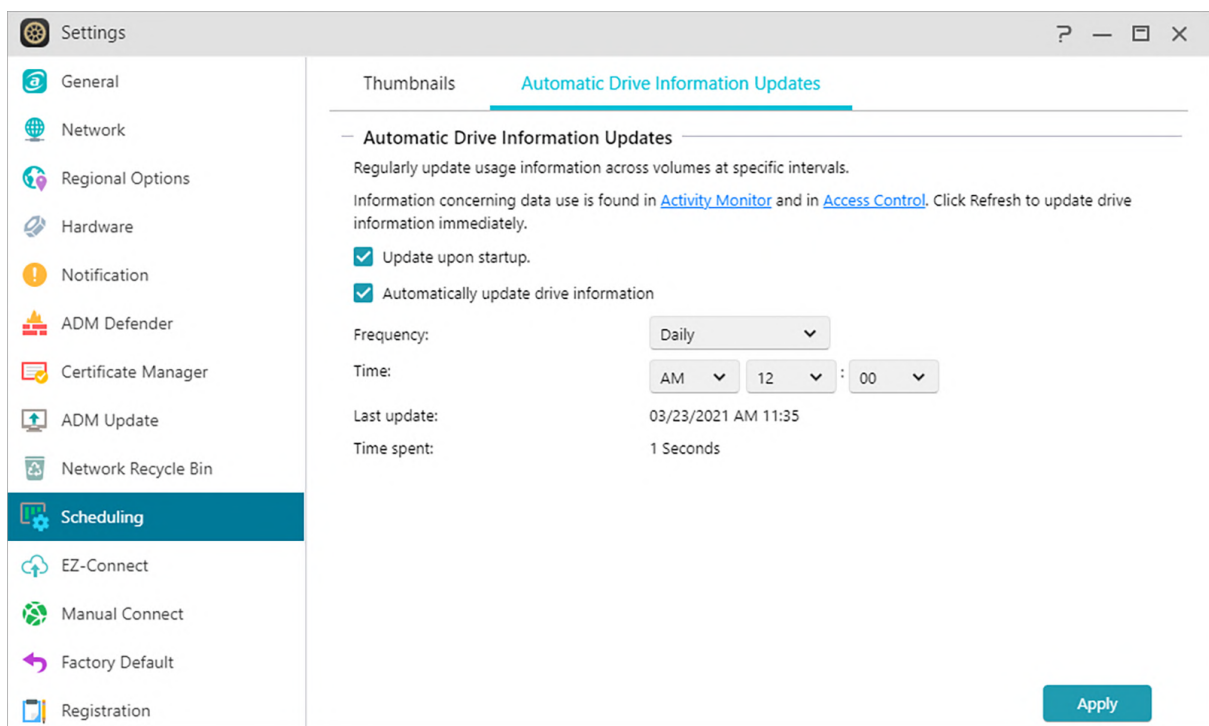 Settings
General
Network
Regional Options
Hardware
Notification
ADM Defender
Certificate Manager
ADM Update
Network Recycle Bin
Scheduling
EZ-Connect
Manual Connect
Factory Default
Registration
Thumbnails Automatic Drive Information Updates
Automatic Drive Information Updates
Regularly update usage information across volumes at specific intervals.
Information concerning data use is found in Activity Monitor and in Access Control. Click Refresh to update drive
information immediately.
Update upon startup.
Automatically update drive information
Frequency: Daily
Time: AM 12 : 00
Last update: 03/23/2021 AM 11:35
Time spent: 1 Seconds
Apply